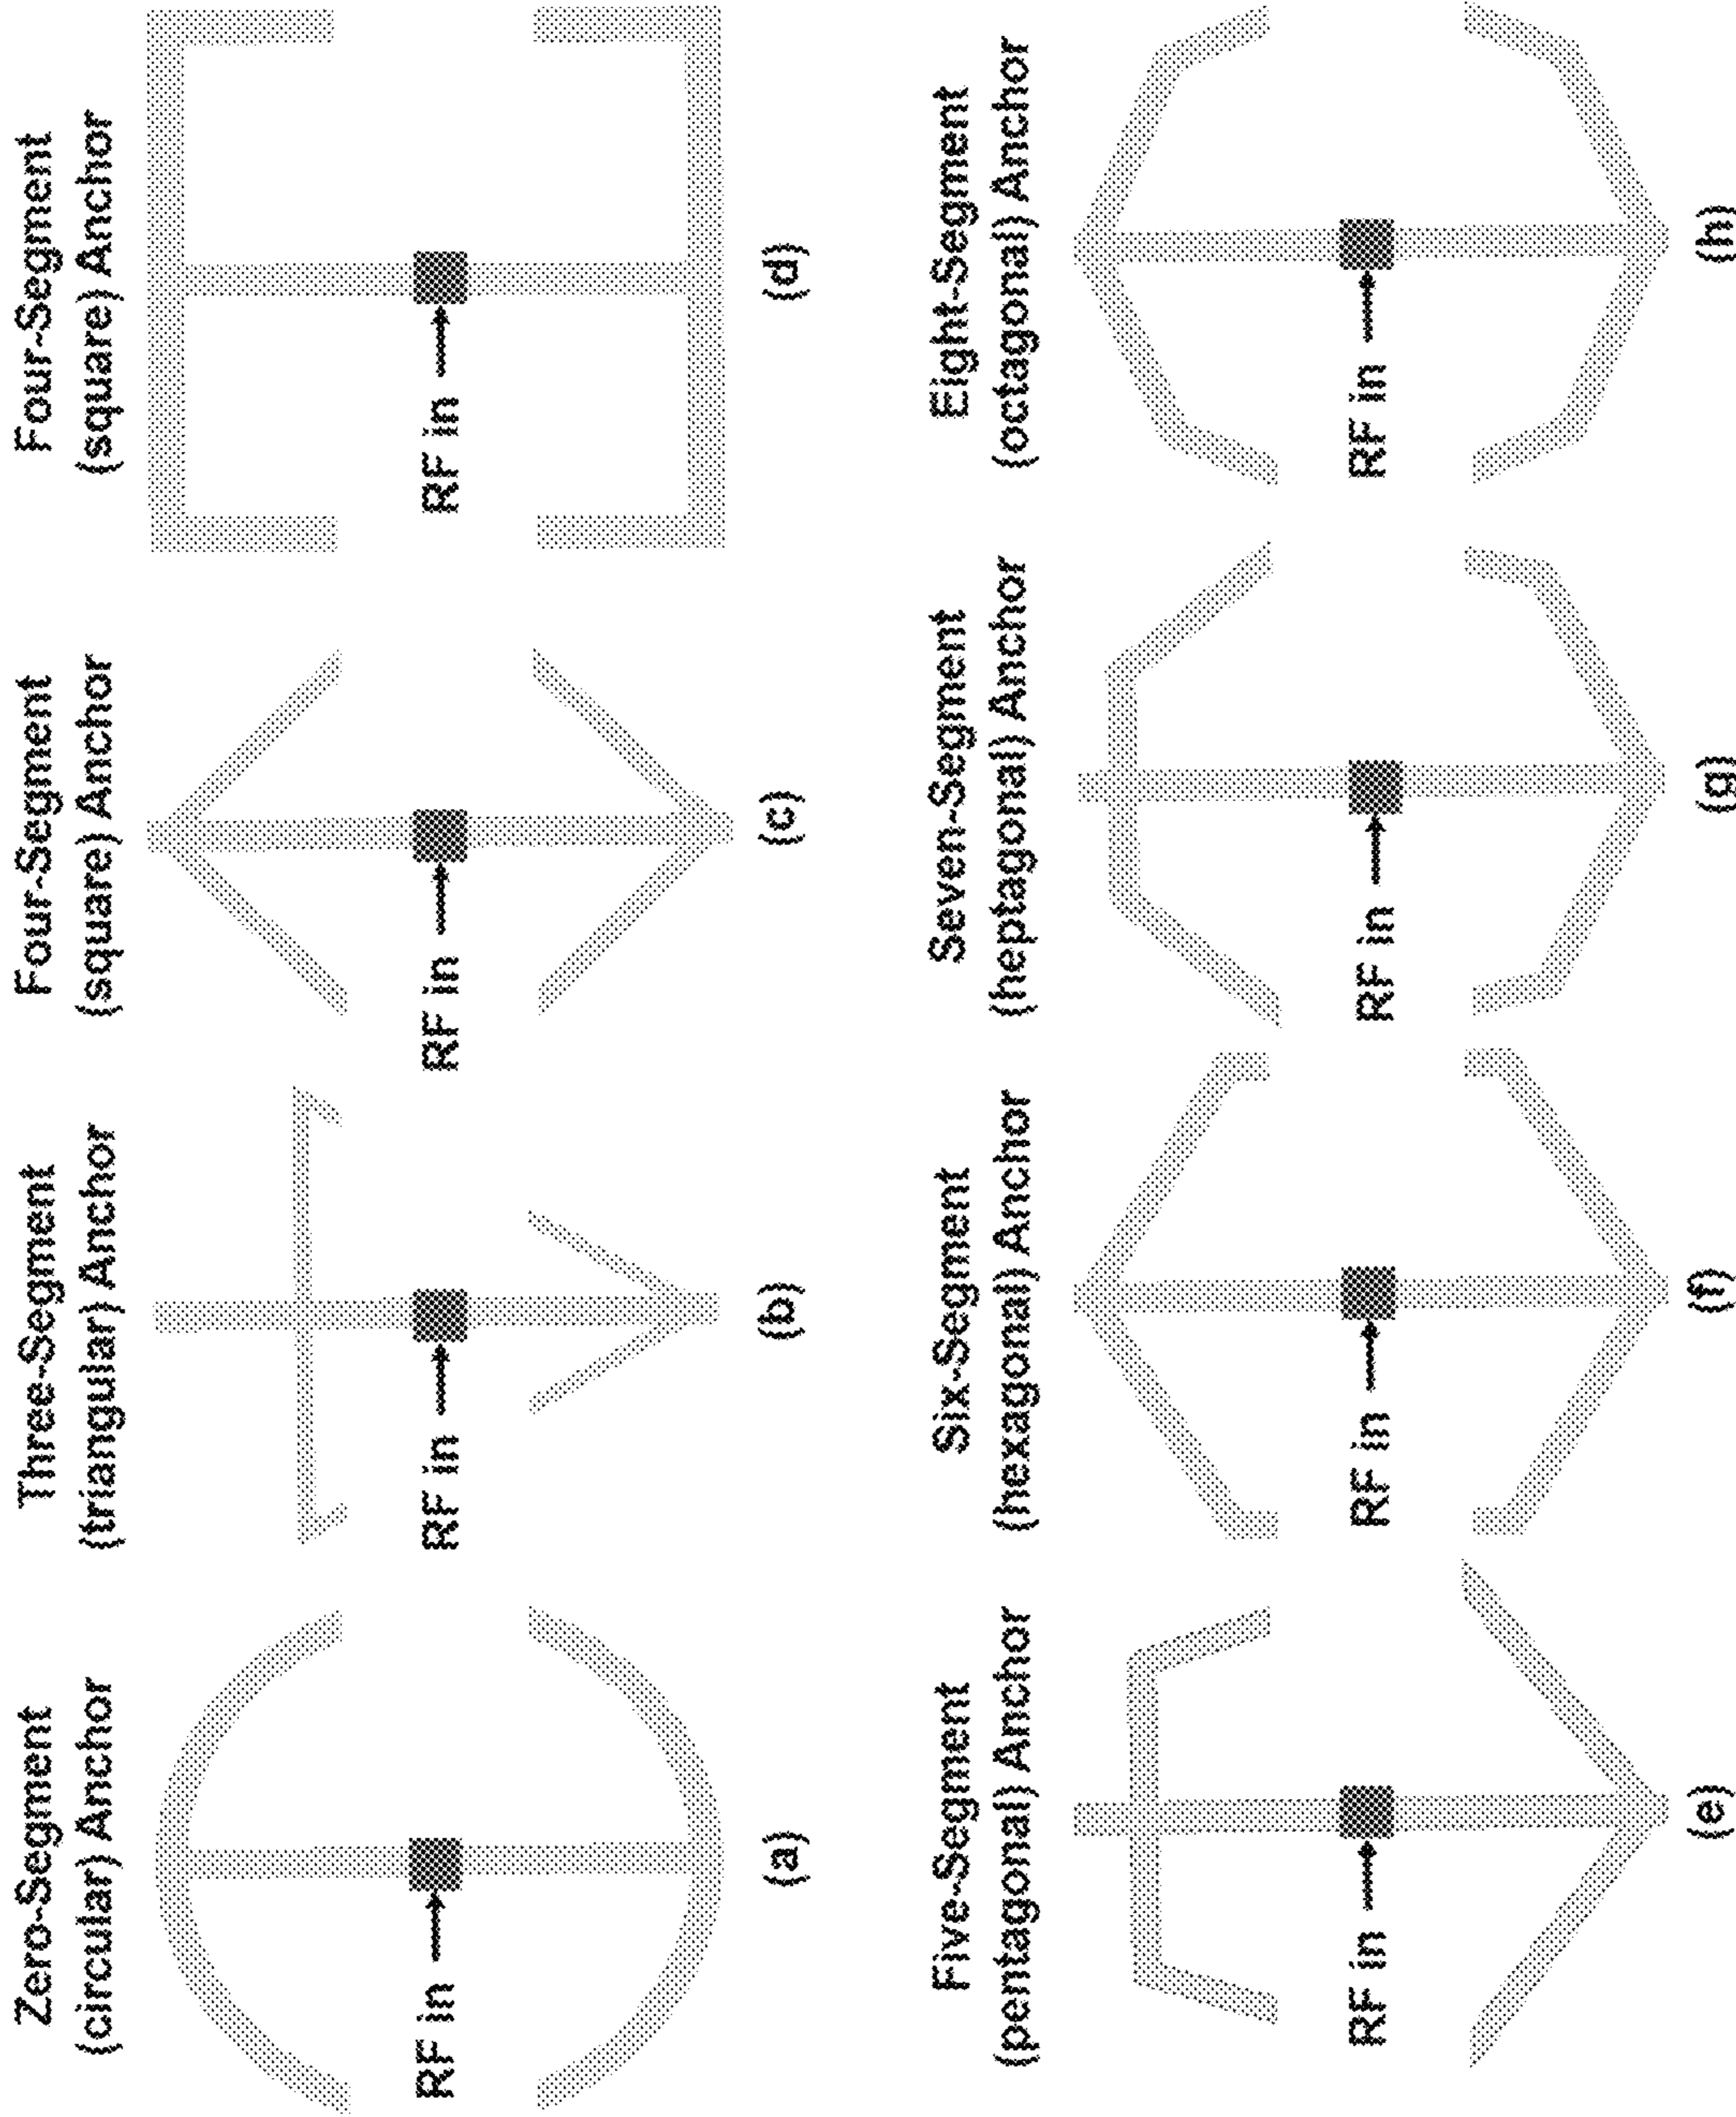 Zero-Segment
(circular) Anchor
RF in
(a)
Three-Segment
(triangular) Anchor
RF in
(b)
Four-Segment
(square) Anchor
RF in
(c)
Four-Segment
(square) Anchor
RF in
(d)
Five-Segment
(pentagonal) Anchor
RF in
(e)
Six-Segment
(hexagonal) Anchor
RF in
(f)
Seven-Segment
(heptagonal) Anchor
RF in
(g)
Eight-Segment
(octagonal) Anchor
RF in
(h)